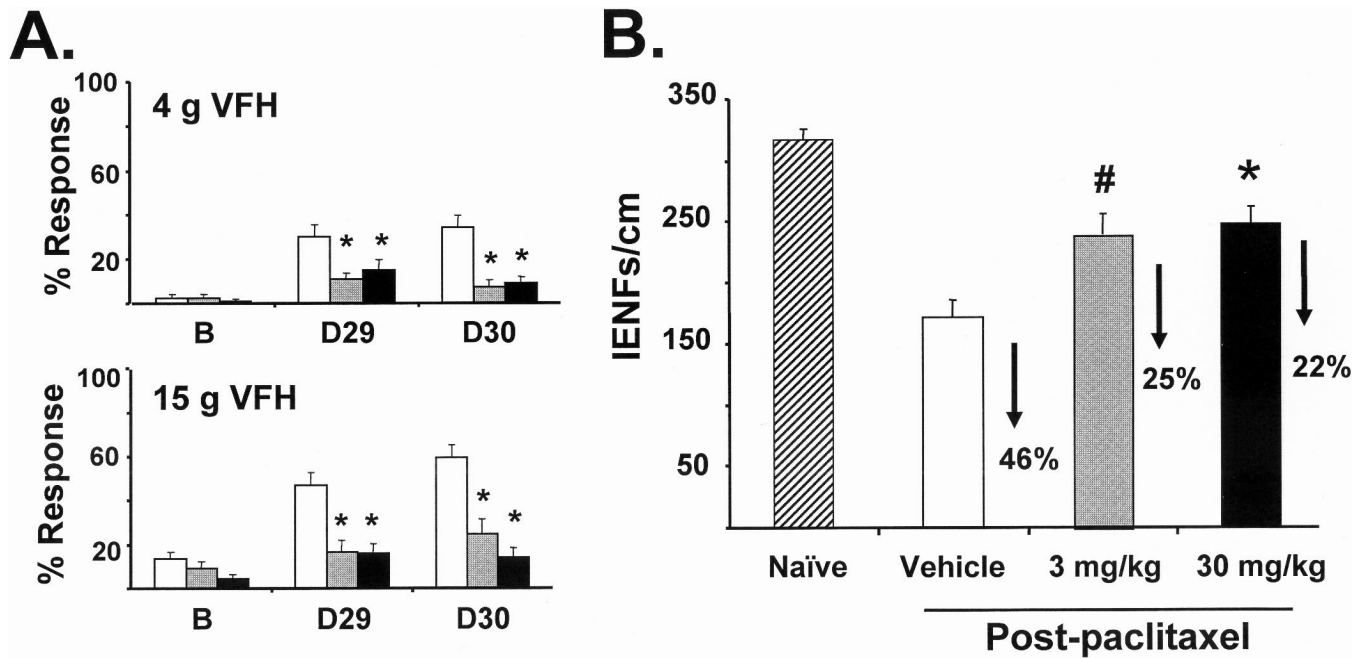 A.
100
4 g VFH
60
20
% Response
* * * *
B D29 D30
100
15 g VFH
60
20
% Response
* * * *
B D29 D30
B.
350
250
150
50
IENFs/cm
# *
46%
25%
22%
Naïve Vehicle 3 mg/kg 30 mg/kg
Post-paclitaxel